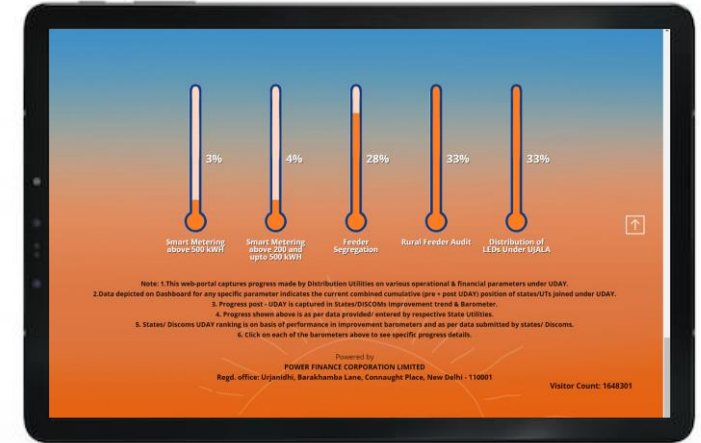 3%
4%
28%
33%
33%
Smart Metering
above 500 kWH
Smart Metering
above 200 and
upto 500 kWH
Feeder
Segregation
Rural Feeder Audit
Distribution of
LEDs Under UJALA
Note: 1.This web-portal captures progress made by Distribution Utilities on various operational & financial parameters under UDAY.
2.Data depicted on Dashboard for any specific parameter indicates the current combined cumulative (pre + post UDAY) position of states/UTs joined under UDAY.
3. Progress post - UDAY is captured in States/DISCOMs Improvement trend & Barometer.
4. Progress shown above is as per data provided/ entered by respective State Utilities.
5. States/ Discoms UDAY ranking is on basis of performance in improvement barometers and as per data submitted by states/ Discoms.
6. Click on each of the barometers above to see specific progress details.
Powered by
POWER FINANCE CORPORATION LIMITED
Regd. office: Urjanidhi, Barakhamba Lane, Connaught Place, New Delhi - 110001
Visitor Count: 1648301